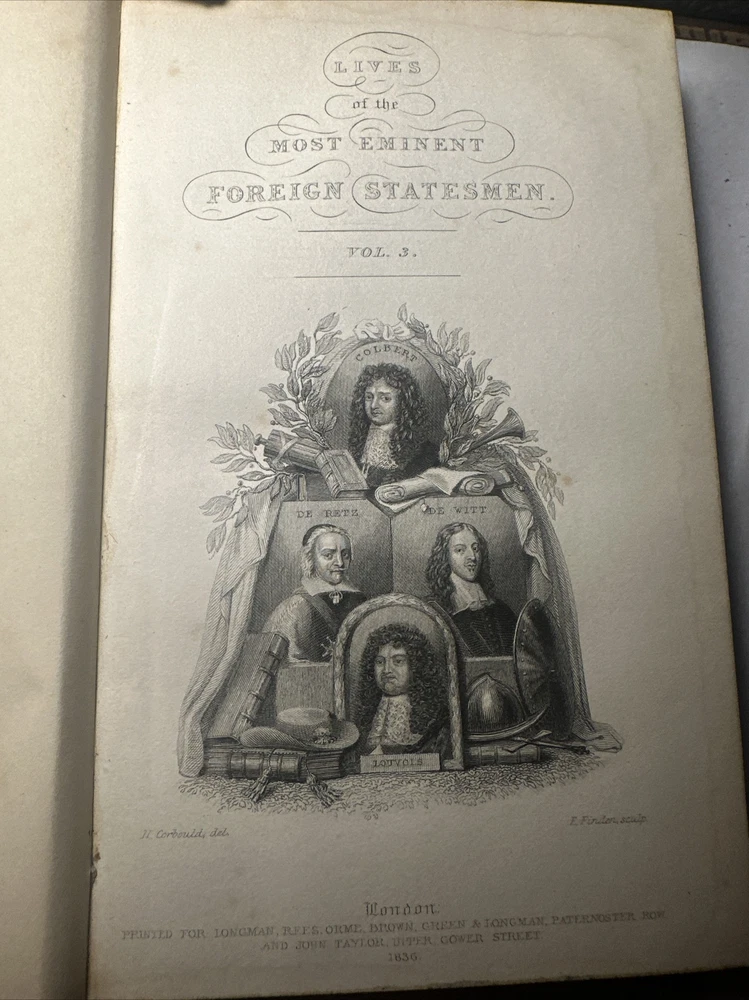 LIVES
of the
MOST EMINENT
FOREIGN STATESMEN.
VOL. 3.
COLBERT
DE RETZ
DE WITT
LOUVOIS
H. Corbould, del.
E. Finden, sculp.
London:
PRINTED FOR LONGMAN, REES, ORME, BROWN, GREEN & LONGMAN, PATERNOSTER ROW
AND JOHN TAYLOR, UPPER GOWER STREET.
1836.